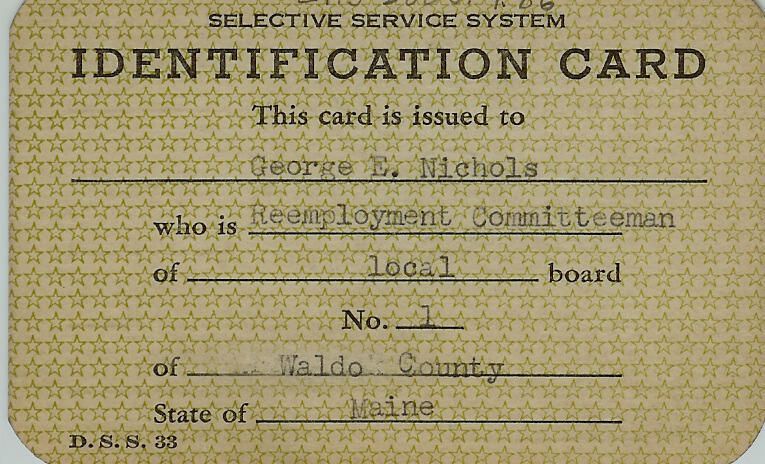 SELECTIVE SERVICE SYSTEM
IDENTIFICATION CARD
This card is issued to
George E. Nichols
who is Reemployment Committeeman
of local board
No. 1
of Waldo County
State of Maine
D. S. S. 33